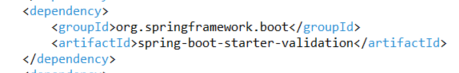 <dependency>
<groupId>org.springframework.boot</groupId>
<artifactId>spring-boot-starter-validation</artifactId>
</dependency>